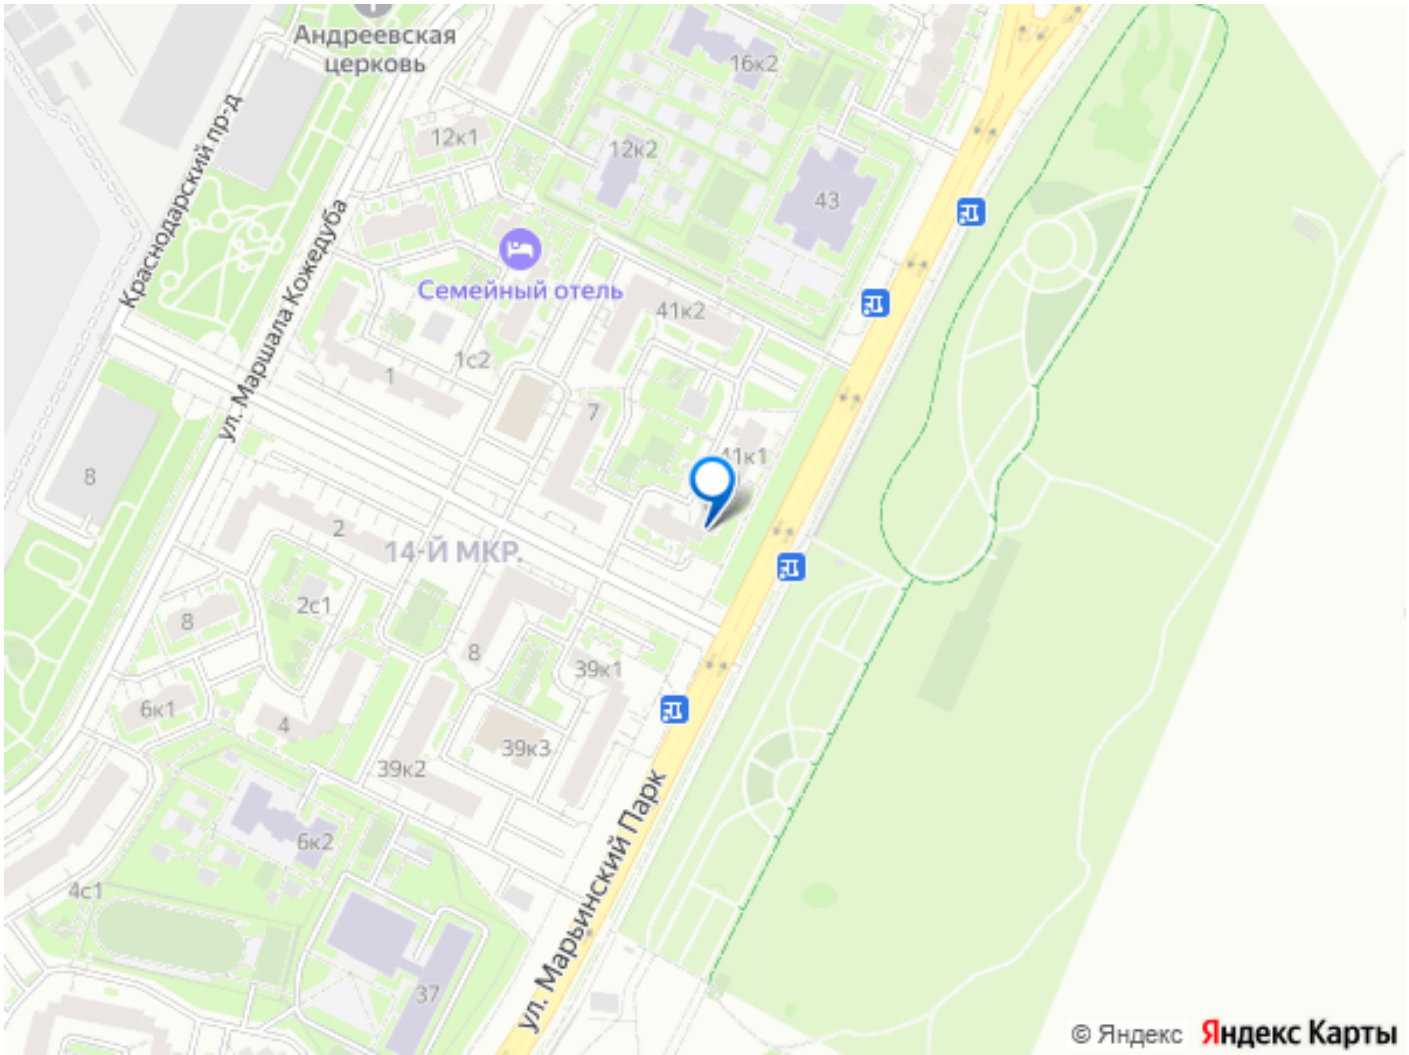 Андреевская
церковь
16к2
Краснодарский пр-д
12к1
12к2
43
ул. Маршала Кожедуба
Семейный отель
41к2
1с2
1
7
41к1
8
2
14-Й МКР.
2с1
8
8
39к1
6к1
4
39к3
39к2
ул. Марьинский Парк
6к2
4с1
37
© Яндекс Яндекс Карты